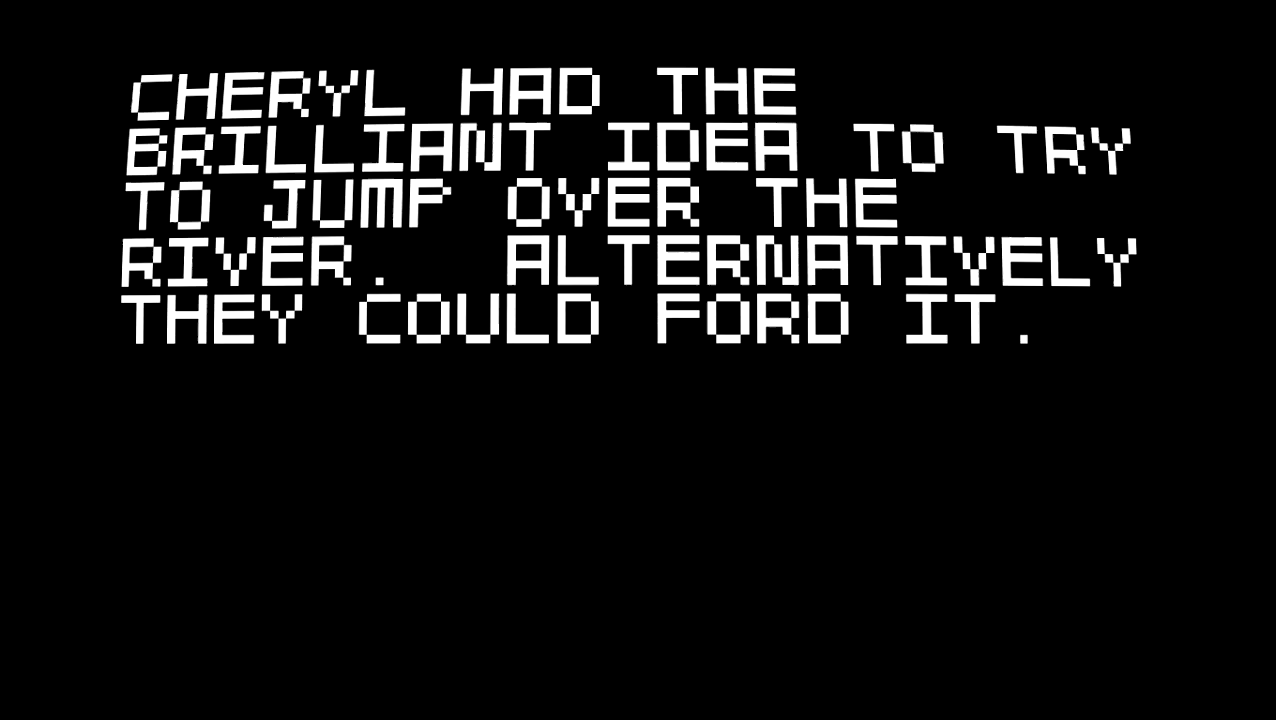 CHERYL HAD THE
BRILLIANT IDEA TO TRY
TO JUMP OVER THE
RIVER.  ALTERNATIVELY
THEY COULD FORD IT.